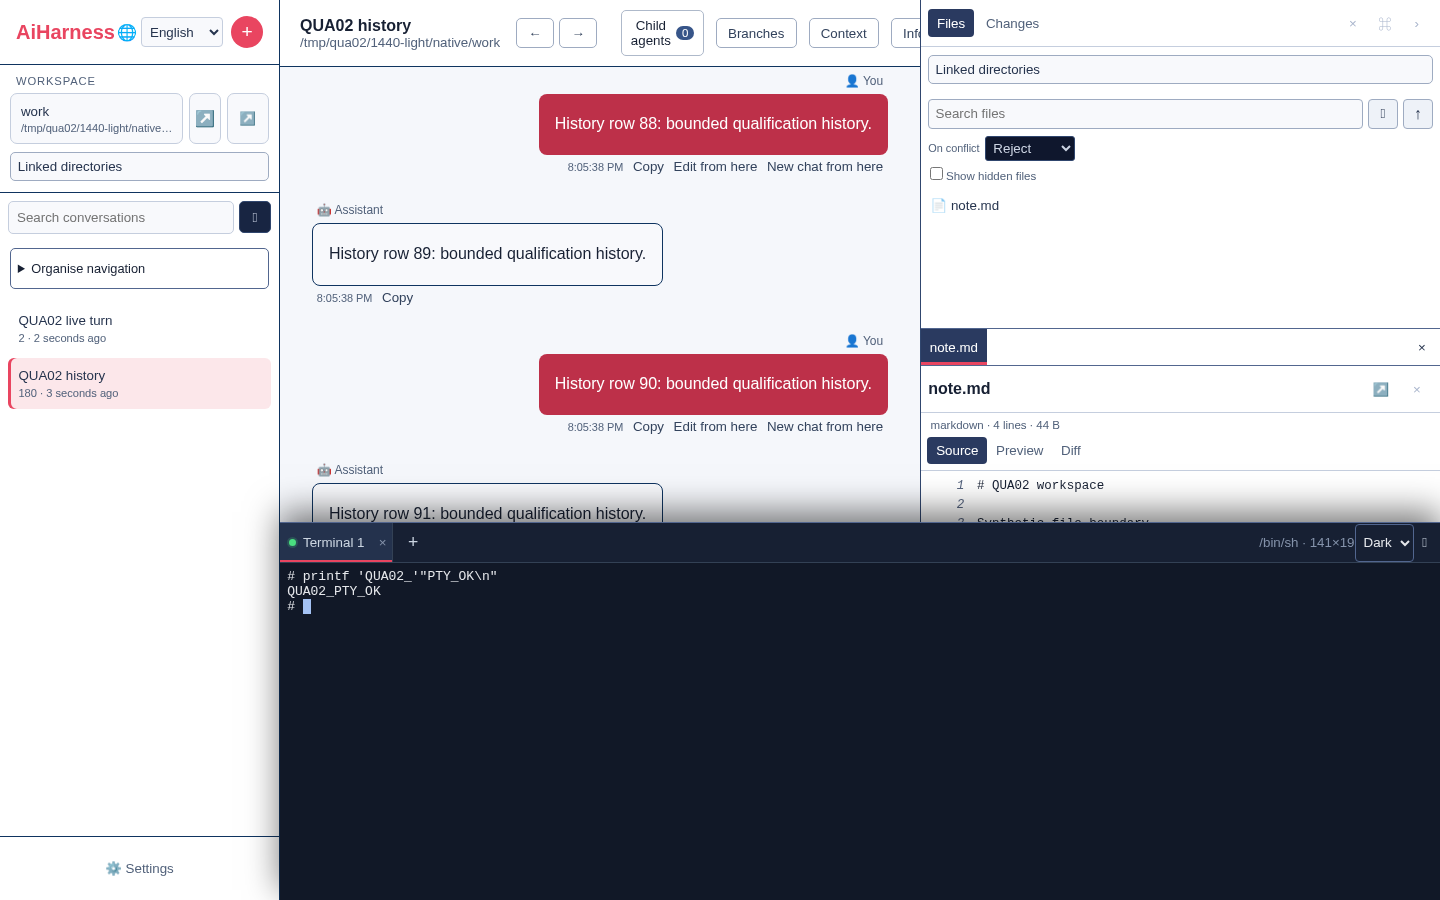 AiHarness
English
+
WORKSPACE
work
/tmp/qua02/1440-light/native…
Linked directories
Search conversations
Organise navigation
QUA02 live turn
2 · 2 seconds ago
QUA02 history
180 · 3 seconds ago
Settings
QUA02 history
/tmp/qua02/1440-light/native/work
← →
Child agents 0
Branches
Context
You
History row 88: bounded qualification history.
8:05:38 PM Copy Edit from here New chat from here
Assistant
History row 89: bounded qualification history.
8:05:38 PM Copy
You
History row 90: bounded qualification history.
8:05:38 PM Copy Edit from here New chat from here
Assistant
History row 91: bounded qualification history.
Files Changes × ›
Linked directories
Search files ↑
On conflict Reject
Show hidden files
note.md
note.md ×
note.md ×
markdown · 4 lines · 44 B
Source Preview Diff
1 # QUA02 workspace
2
Terminal 1 × + /bin/sh · 141×19 Dark
# printf 'QUA02_'"PTY_OK\n"
QUA02_PTY_OK
#